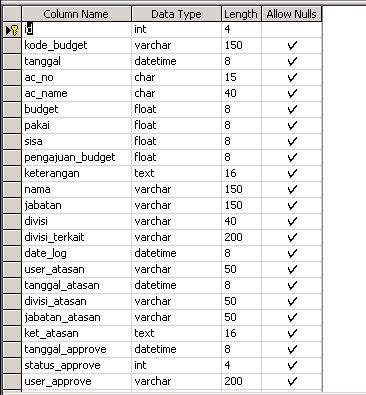 Column Name Data Type Length Allow Nulls
id int 4
kode_budget varchar 150
tanggal datetime 8
ac_no char 15
ac_name char 40
budget float 8
pakai float 8
sisa float 8
pengajuan_budget float 8
keterangan text 16
nama varchar 150
jabatan varchar 150
divisi varchar 40
divisi_terkait varchar 200
date_log datetime 8
user_atasan varchar 50
tanggal_atasan datetime 8
divisi_atasan varchar 50
jabatan_atasan varchar 50
ket_atasan text 16
tanggal_approve datetime 8
status_approve int 4
user_approve varchar 200